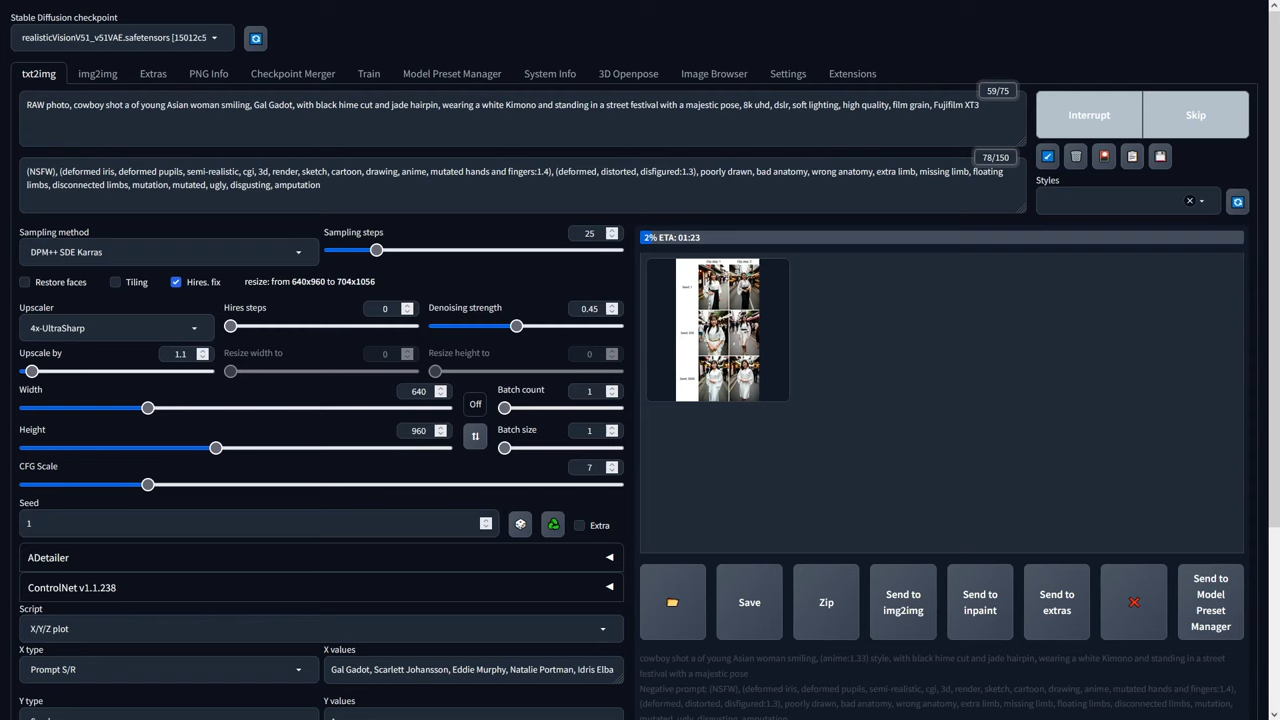 Stable Diffusion checkpoint
realisticVisionV51_v51VAE.safetensors [15012c5
txt2img img2img Extras PNG Info Checkpoint Merger Train Model Preset Manager System Info 3D Openpose Image Browser Settings Extensions
59/75
RAW photo, cowboy shot a of young Asian woman smiling, Gal Gadot, with black hime cut and jade hairpin, wearing a white Kimono and standing in a street festival with a majestic pose, 8k uhd, dslr, soft lighting, high quality, film grain, Fujifilm XT3
Interrupt Skip
78/150
(NSFW), (deformed iris, deformed pupils, semi-realistic, cgi, 3d, render, sketch, cartoon, drawing, anime, mutated hands and fingers:1.4), (deformed, distorted, disfigured:1.3), poorly drawn, bad anatomy, wrong anatomy, extra limb, missing limb, floating
limbs, disconnected limbs, mutation, mutated, ugly, disgusting, amputation
Styles
Sampling method
DPM++ SDE Karras
Sampling steps
25
2% ETA: 01:23
Restore faces Tiling Hires. fix resize: from 640x960 to 704x1056
Upscaler
4x-UltraSharp
Hires steps 0
Denoising strength 0.45
Upscale by 1.1
Resize width to 0
Resize height to 0
Width 640
Off
Batch count 1
Height 960
Batch size 1
CFG Scale 7
Seed
1
Extra
ADetailer
ControlNet v1.1.238
Script
X/Y/Z plot
X type
Prompt S/R
X values
Gal Gadot, Scarlett Johansson, Eddie Murphy, Natalie Portman, Idris Elba
Y type
Y values
Save
Zip
Send to
img2img
Send to
inpaint
Send to
extras
Send to
Model
Preset
Manager
cowboy shot a of young Asian woman smiling, (anime:1.33) style, with black hime cut and jade hairpin, wearing a white Kimono and standing in a street
festival with a majestic pose
Negative prompt: (NSFW), (deformed iris, deformed pupils, semi-realistic, cgi, 3d, render, sketch, cartoon, drawing, anime, mutated hands and fingers:1.4),
(deformed, distorted, disfigured:1.3), poorly drawn, bad anatomy, wrong anatomy, extra limb, missing limb, floating limbs, disconnected limbs, mutation,
mutated, ugly, disgusting, amputation